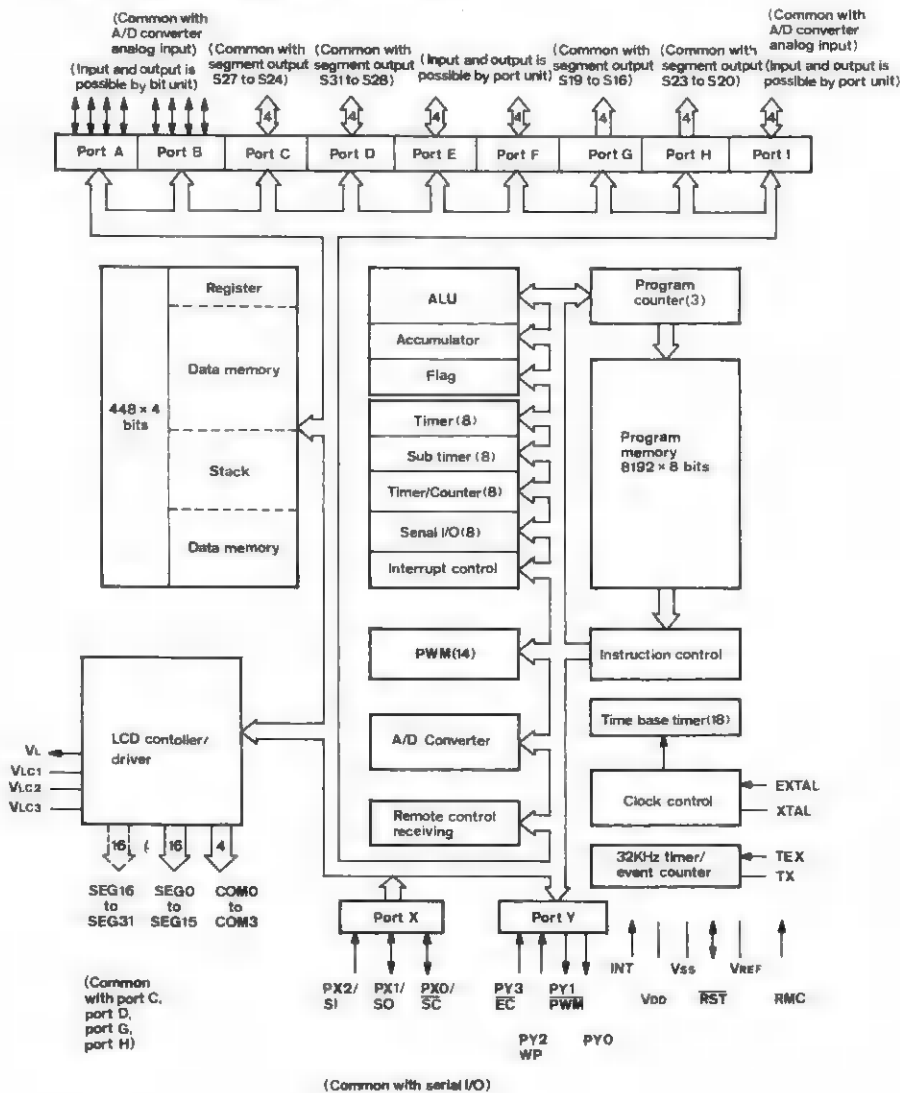 (Common with
A/D converter
analog input)
(Input and output is
possible by bit unit)
(Common with
segment output
S27 to S24)
(Common with
segment output
S31 to S28)
(Input and output is
possible by port unit)
(Common with
segment output
S19 to S16)
(Common with
segment output
S23 to S20)
(Common with
A/D converter
analog input)
(Input and output is
possible by port unit)
4 4 4 4 4 4 4
Port A Port B Port C Port D Port E Port F Port G Port H Port I
448 × 4
bits
Register
Data memory
Stack
Data memory
ALU
Accumulator
Flag
Timer (8)
Sub timer (8)
Timer/Counter(8)
Serial I/O(8)
Interrupt control
PWM(14)
A/D Converter
Remote control
receiving
Program
counter(3)
Program
memory
8192 × 8 bits
Instruction control
Time base timer(18)
Clock control
EXTAL
XTAL
32KHz timer/
event counter
TEX
TX
LCD contoller/
driver
VL
VLC1
VLC2
VLC3
16 ( 16 4
SEG16
to
SEG31
SEG0
to
SEG15
COM0
to
COM3
(Common
with port C,
port D,
port G,
port H)
Port X
PX2/
SI
PX1/
SO
PX0/
SC
Port Y
PY3
EC
PY2
WP
PY1
PWM
PY0
INT
VDD
VSS
RST
VREF
RMC
(Common with serial I/O)